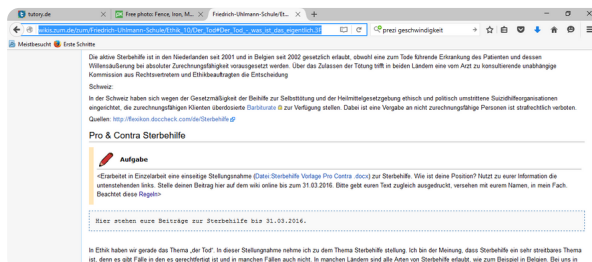 tutory.de
Free photo: Fence, Iron, M...
Friedrich-Uhlmann-Schule/Et...
wikis.zum.de/zum/Friedrich-Uhlmann-Schule/Ethik_10/Der_Tod#Der_Tod_-_was_ist_das_eigentlich.3F
prezi geschwindigkeit
Meistbesucht Erste Schritte
Die aktive Sterbehilfe ist in den Niederlanden seit 2001 und in Belgien seit 2002 gesetzlich erlaubt, obwohl eine zum Tode führende Erkrankung des Patienten und dessen
Willensäußerung bei absoluter Zurechnungsfähigkeit vorausgesetzt werden. Über das Zulassen der Tötung trifft in beiden Ländern eine vom Arzt zu konsultierende unabhängige
Kommission aus Rechtsvertretern und Ethikbeauftragten die Entscheidung
Schweiz:
In der Schweiz haben sich wegen der Gesetzmäßigkeit der Beihilfe zur Selbsttötung und der Heilmittelgesetzgebung ethisch und politisch umstrittene Suizidhilfeorganisationen
eingerichtet, die zurechnungsfähigen Klienten überdosierte Barbiturate zur Verfügung stellen. Dabei ist eine Vergabe an nicht zurechnungsfähige Personen ist strafrechtlich verboten.
Quellen: http://flexikon.doccheck.com/de/Sterbehilfe
Pro & Contra Sterbehilfe
Aufgabe
<Erarbeitet in Einzelarbeit eine einseitige Stellungsnahme (Datei:Sterbehilfe Vorlage Pro Contra .docx) zur Sterbehilfe. Wie ist deine Position? Nutzt zu eurer Information die
untenstehenden links. Stelle deinen Beitrag hier auf dem wiki online bis zum 31.03.2016. Bitte gebt euren Text zugleich ausgedruckt, versehen mit eurem Namen, in mein Fach.
Beachtet diese Regeln>
Hier stehen eure Beiträge zur Sterbehilfe bis 31.03.2016.
In Ethik haben wir gerade das Thema „der Tod". In dieser Stellungnahme nehme ich zu dem Thema Sterbehilfe stellung. Ich bin der Meinung, dass Sterbehilfe ein sehr streitbares Thema
ist, denn es gibt Fälle in den es gerechtfertigt ist und in manchen Fällen auch nicht. In manchen Ländern sind alle Arten von Sterbehilfe erlaubt, wie zum Beispiel in Belgien. Bei uns in